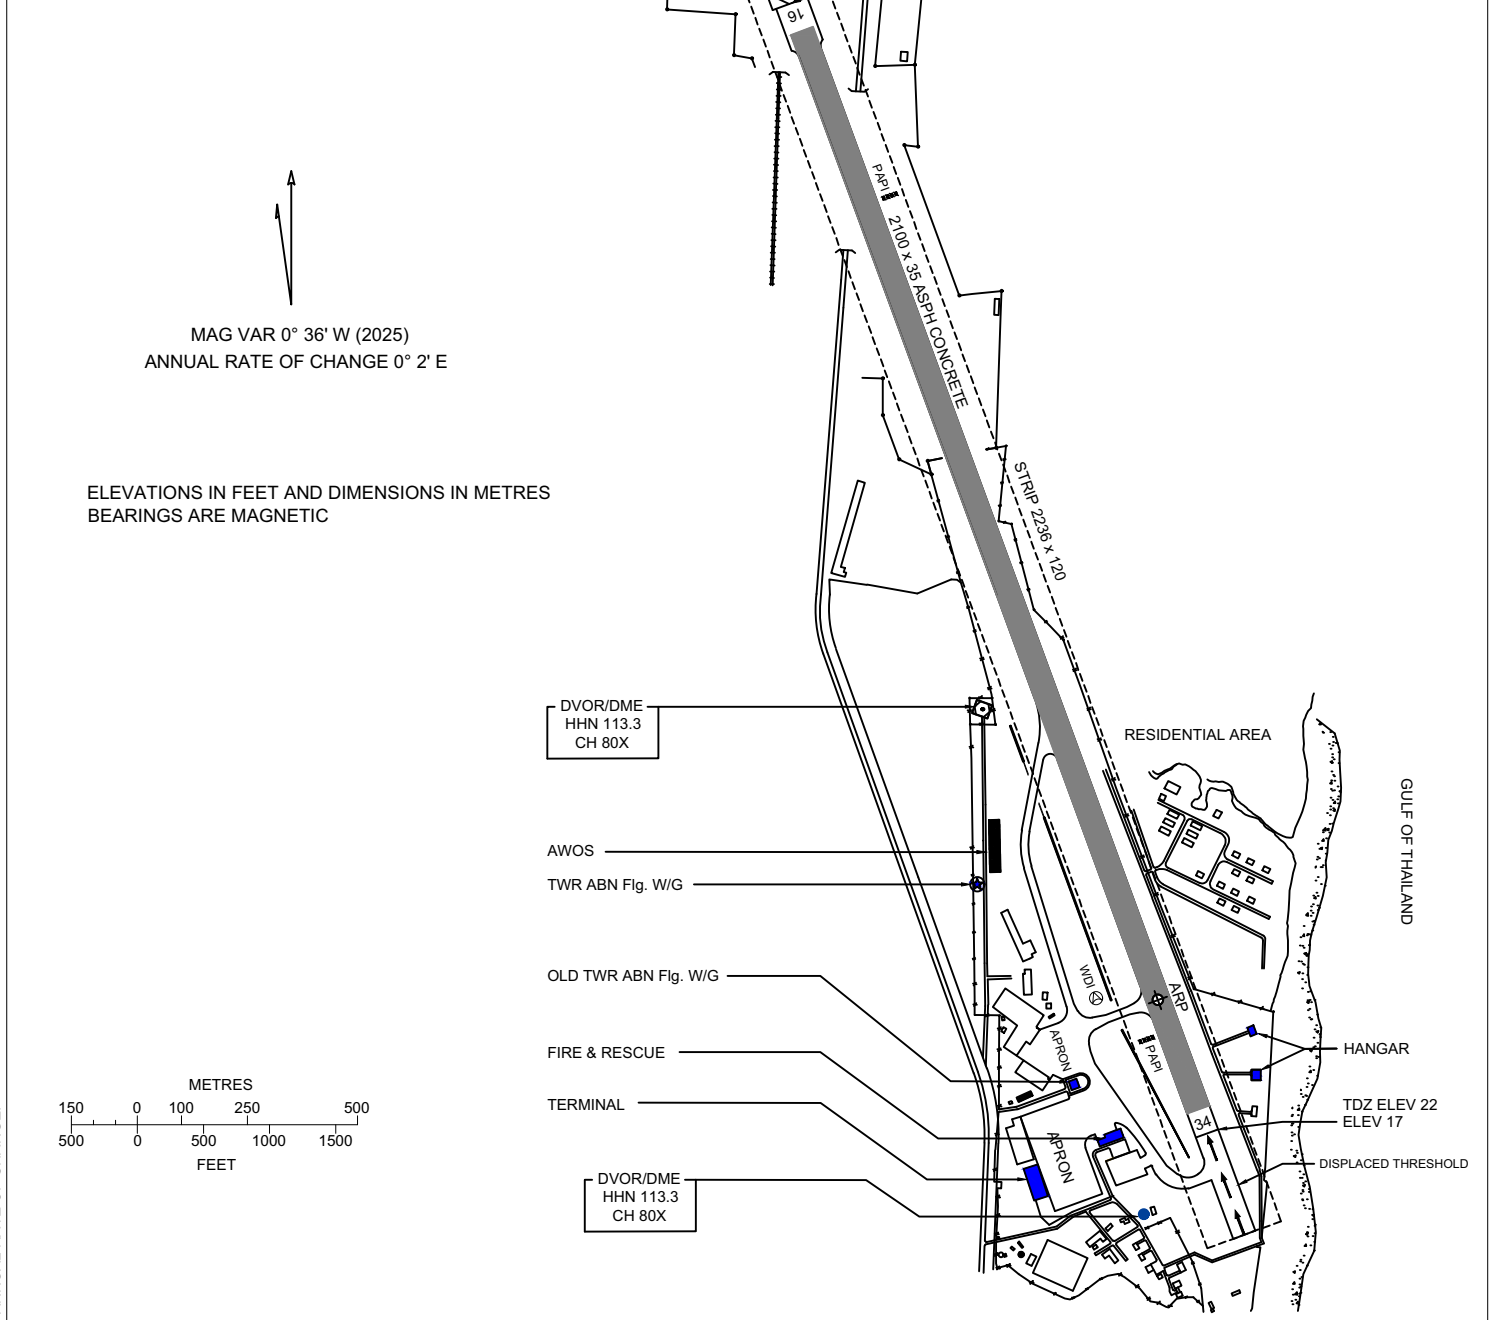 16
PAPI
2100 x 35 ASPH CONCRETE
MAG VAR 0° 36' W (2025)
ANNUAL RATE OF CHANGE 0° 2' E
ELEVATIONS IN FEET AND DIMENSIONS IN METRES
BEARINGS ARE MAGNETIC
STRIP 2236 x 120
DVOR/DME
HHN 113.3
CH 80X
RESIDENTIAL AREA
GULF OF THAILAND
AWOS
TWR ABN Flg. W/G
OLD TWR ABN Flg. W/G
WDI
ARP
APRON
PAPI
FIRE & RESCUE
HANGAR
TERMINAL
TDZ ELEV 22
ELEV 17
34
APRON
DISPLACED THRESHOLD
DVOR/DME
HHN 113.3
CH 80X
METRES
150 0 100 250 500
500 0 500 1000 1500
FEET